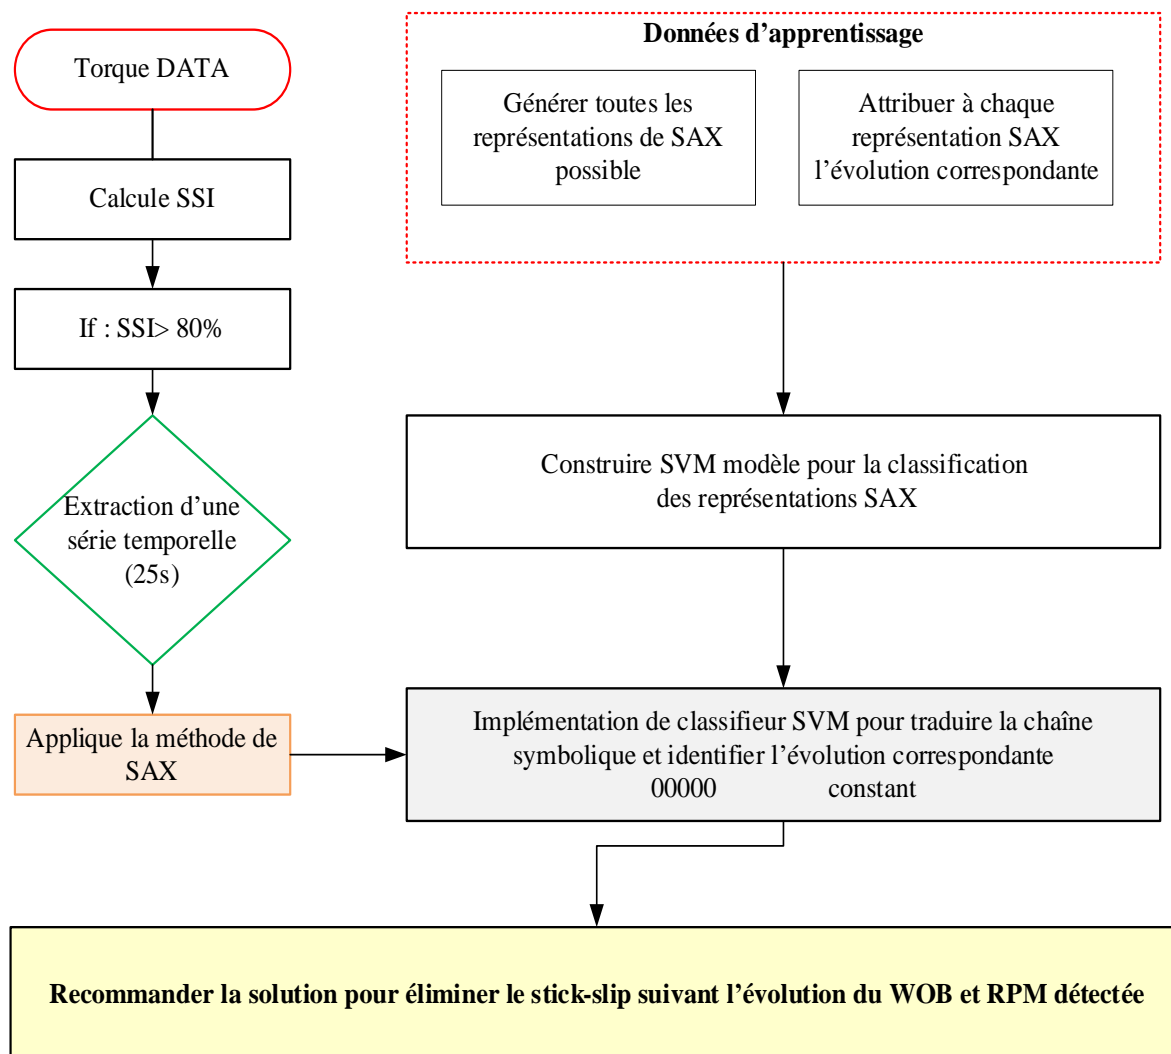 Torque DATA
Calcule SSI
If : SSI> 80%
Extraction d'une
série temporelle
(25s)
Applique la méthode de
SAX
Données d'apprentissage
Générer toutes les
représentations de SAX
possible
Attribuer à chaque
représentation SAX
l'évolution correspondante
Construire SVM modèle pour la classification
des représentations SAX
Implémentation de classifieur SVM pour traduire la chaîne
symbolique et identifier l'évolution correspondante
00000 constant
Recommander la solution pour éliminer le stick-slip suivant l'évolution du WOB et RPM détectée